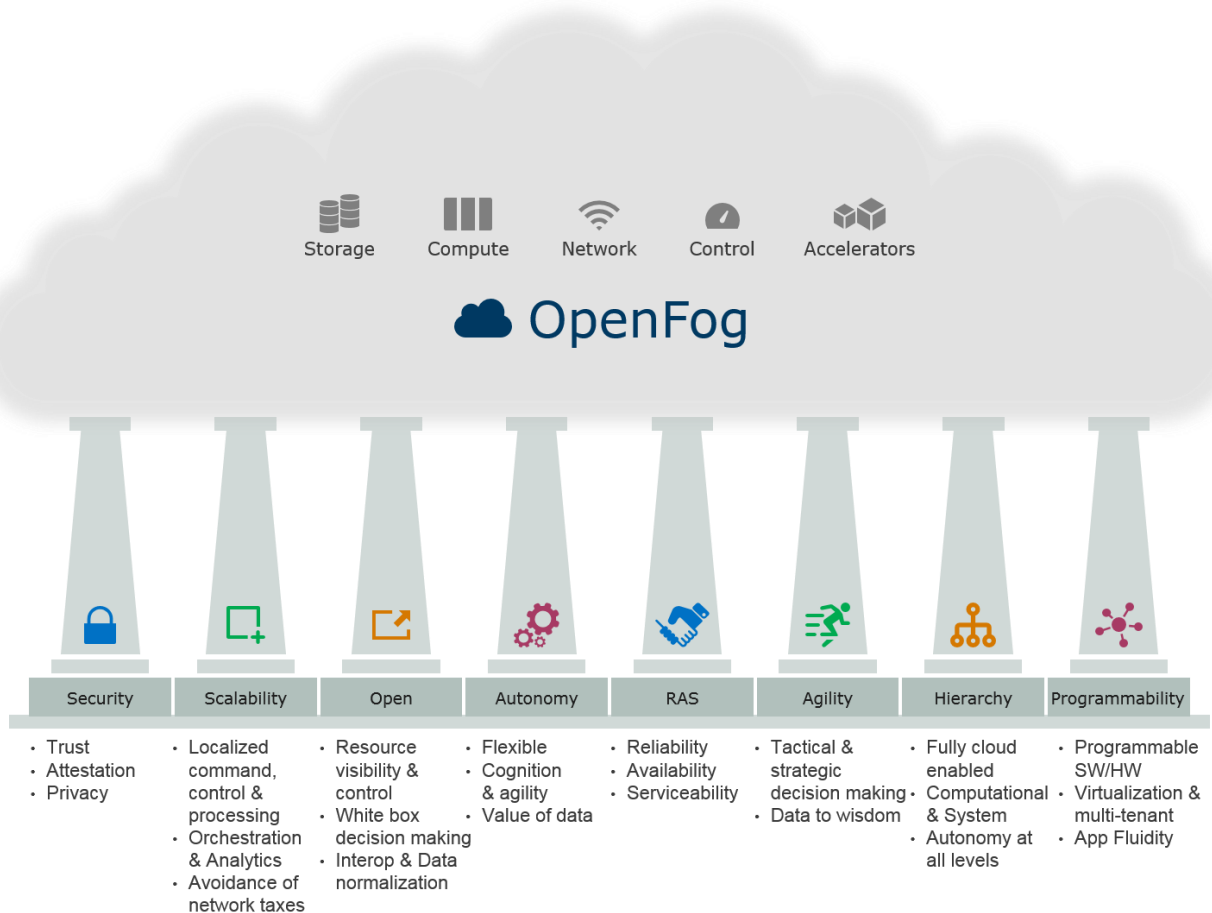 Storage Compute Network Control Accelerators
OpenFog
Security Scalability Open Autonomy RAS Agility Hierarchy Programmability
• Trust
• Attestation
• Privacy
• Localized
command,
control &
processing
• Orchestration
& Analytics
• Avoidance of
network taxes
• Resource
visibility &
control
• White box
decision making
• Interop & Data
normalization
• Flexible
• Cognition
& agility
• Value of data
• Reliability
• Availability
• Serviceability
• Tactical &
strategic
decision making
• Data to wisdom
• Fully cloud
enabled
• Computational
& System
• Autonomy at
all levels
• Programmable
SW/HW
• Virtualization &
multi-tenant
• App Fluidity